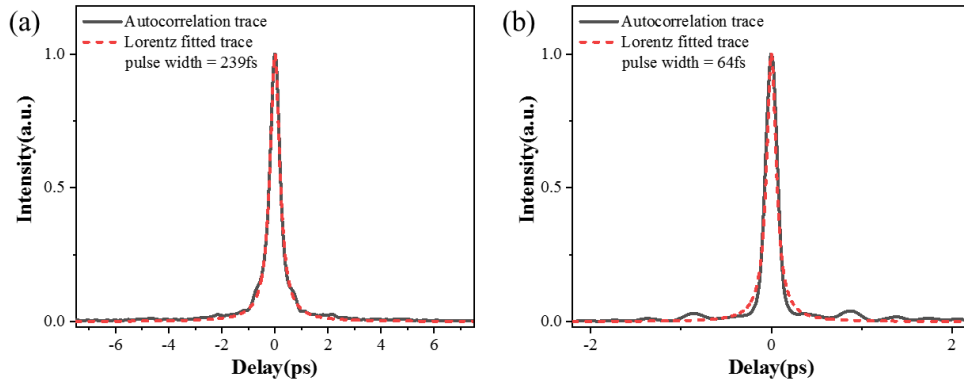 (a)
Autocorrelation trace
Lorentz fitted trace
pulse width = 239fs
1.0
0.5
0.0
Intensity(a.u.)
-6 -4 -2 0 2 4 6
Delay(ps)
(b)
Autocorrelation trace
Lorentz fitted trace
pulse width = 64fs
1.0
0.5
0.0
Intensity(a.u.)
-2 0 2
Delay(ps)